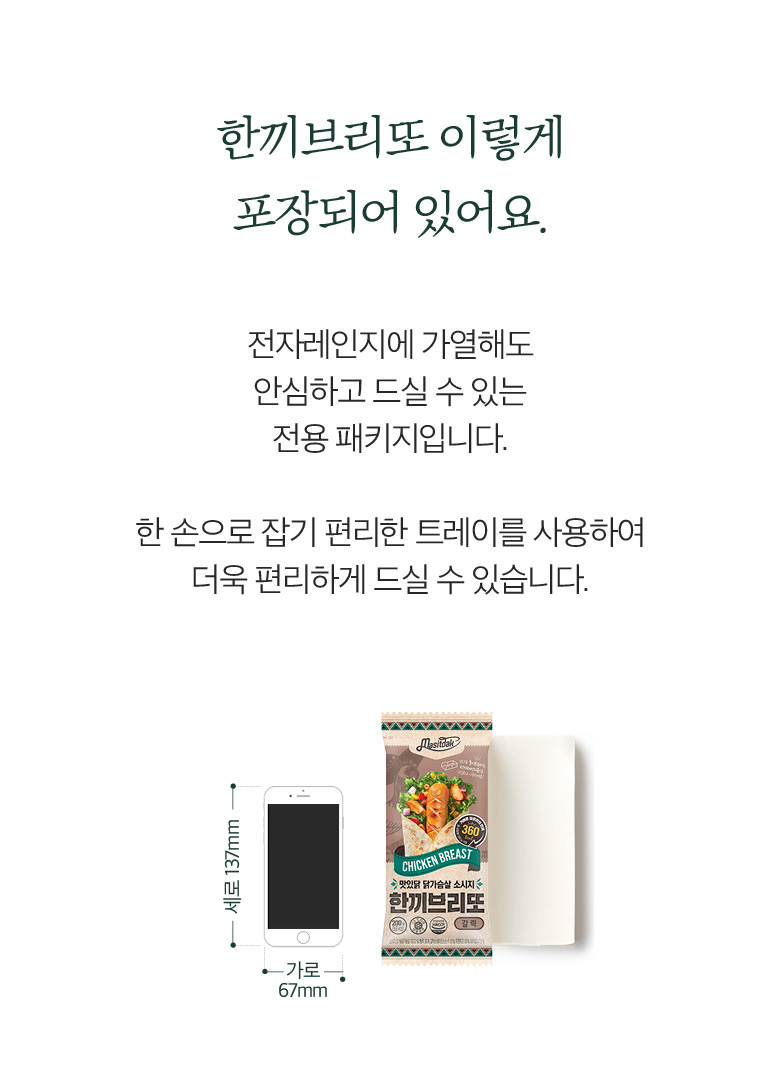 한끼브리또 이렇게
포장되어 있어요.
전자레인지에 가열해도
안심하고 드실 수 있는
전용 패키지입니다.
한 손으로 잡기 편리한 트레이를 사용하여
더욱 편리하게 드실 수 있습니다.
세로 137mm
가로
67mm
Masitdak
360
CHICKEN BREAST
맛있닭 닭가슴살 소시지
한끼브리또
200
HACCP
갈릭